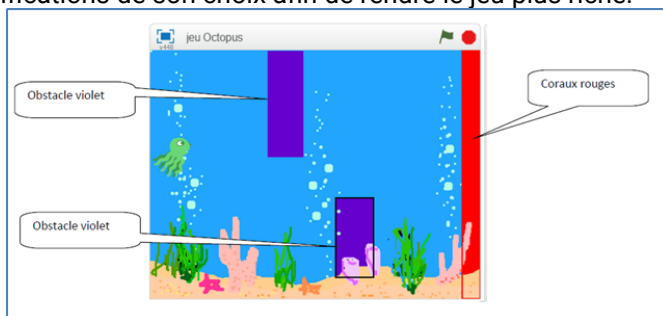 ifications de son choix afin de rendre le jeu plus riche.
jeu Octopus
v448
Obstacle violet
Coraux rouges
Obstacle violet